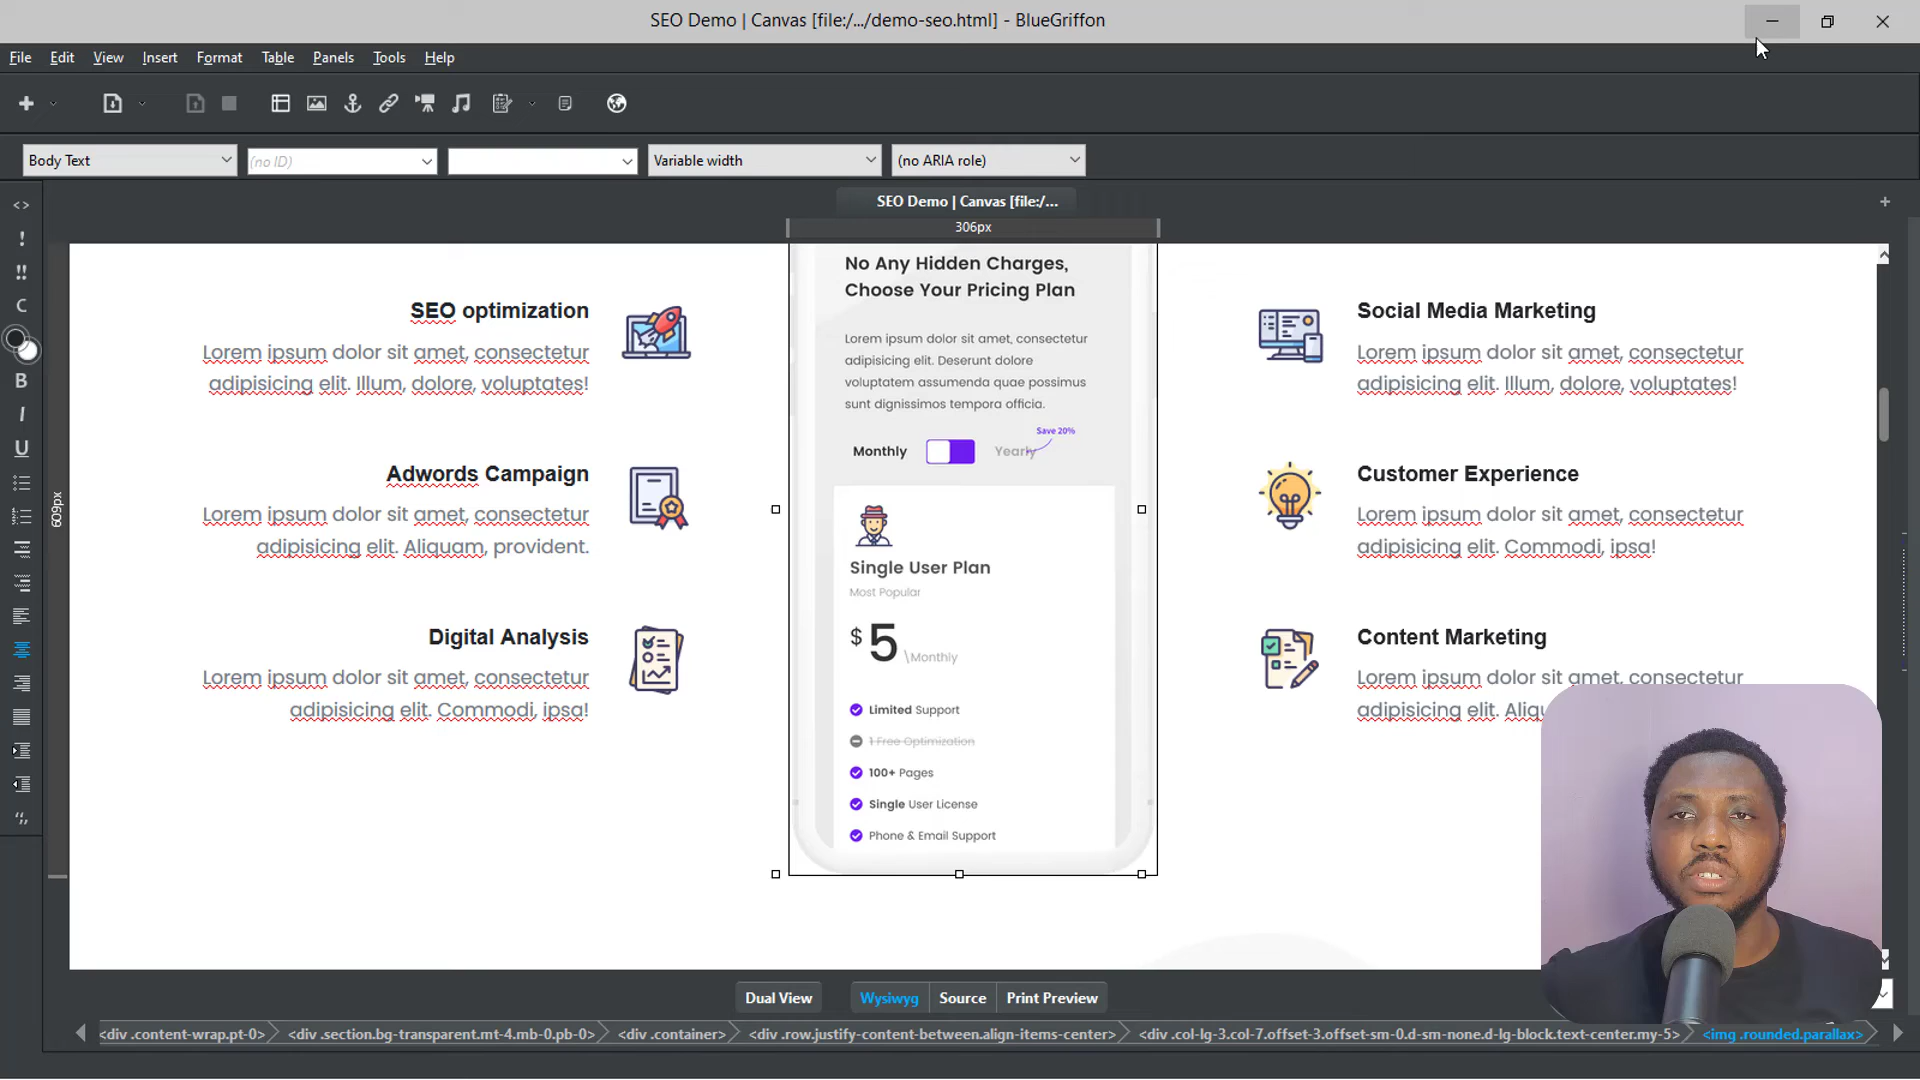 SEO Demo | Canvas [file:/.../demo-seo.html] - BlueGriffon
File Edit View Insert Format Table Panels Tools Help
Body Text
(no ID)
Variable width
(no ARIA role)
SEO Demo | Canvas [file:/...
306px
609px
SEO optimization
Lorem ipsum dolor sit amet, consectetur
adipisicing elit. Illum, dolore, voluptates!
Adwords Campaign
Lorem ipsum dolor sit amet, consectetur
adipisicing elit. Aliquam, provident.
Digital Analysis
Lorem ipsum dolor sit amet, consectetur
adipisicing elit. Commodi, ipsa!
No Any Hidden Charges,
Choose Your Pricing Plan
Lorem ipsum dolor sit amet, consectetur
adipisicing elit. Deserunt dolore
voluptatem assumenda quae possimus
sunt dignissimos tempora officia.
Save 20%
Monthly Yearly
Single User Plan
Most Popular
$ 5 \Monthly
Limited Support
1 Free Optimization
100+ Pages
Single User License
Phone & Email Support
Social Media Marketing
Lorem ipsum dolor sit amet, consectetur
adipisicing elit. Illum, dolore, voluptates!
Customer Experience
Lorem ipsum dolor sit amet, consectetur
adipisicing elit. Commodi, ipsa!
Content Marketing
Lorem ipsum dolor sit amet, consectetur
adipisicing elit.
C
B
I
U
Dual View Wysiwyg Source Print Preview
<div .content-wrap.pt-0> <div .section.bg-transparent.mt-4.mb-0.pb-0> <div .container> <div .row.justify-content-between.align-items-center> <div .col-lg-3.col-7.offset-3.offset-sm-0.d-sm-none.d-lg-block.text-center.my-5> <img .rounded.parallax>